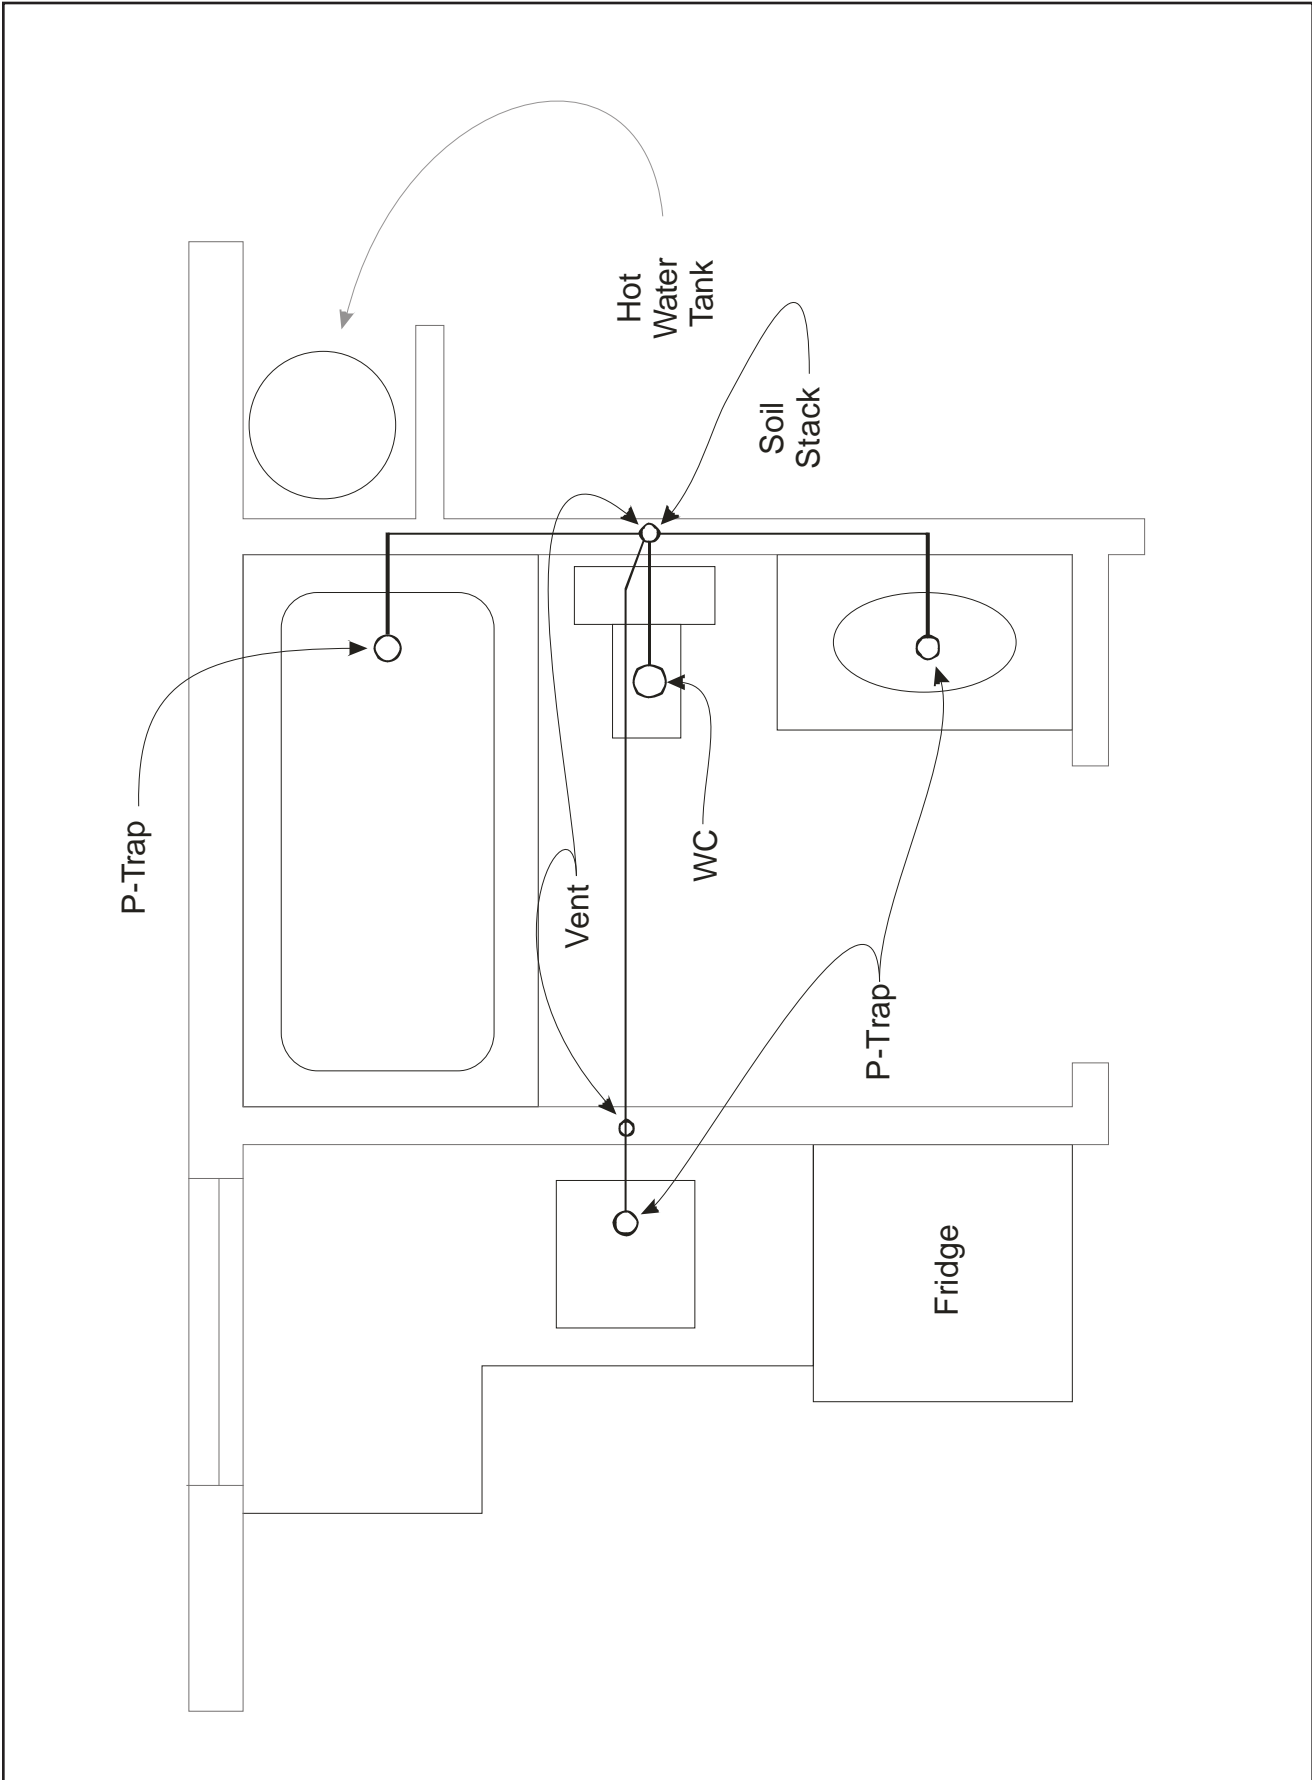 Hot
Water
Tank
Soil
Stack
P-Trap
Vent
WC
P-Trap
Fridge